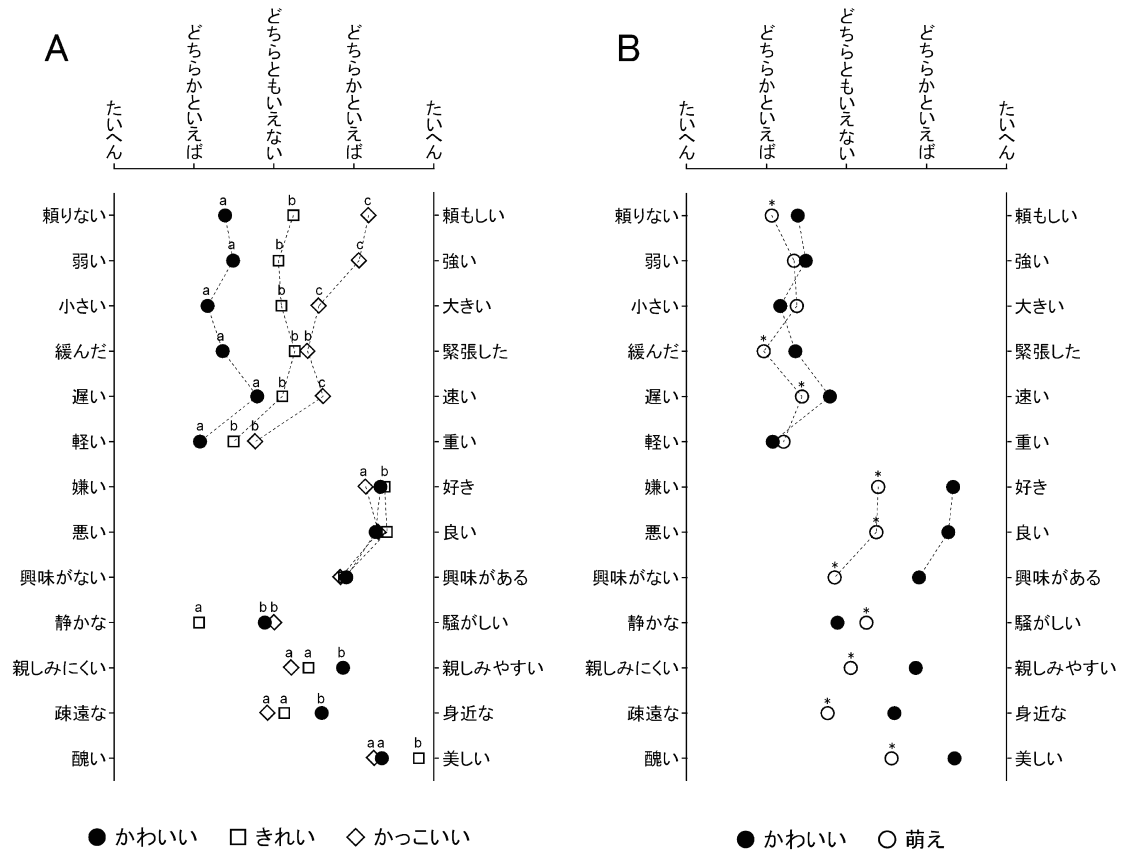 A
たいへん
どちらかといえば
どちらともいえない
どちらかといえば
たいへん
頼りない a b c 頼もしい
弱い a b c 強い
小さい a b c 大きい
緩んだ a b b 緊張した
遅い a b c 速い
軽い a b b 重い
嫌い a b 好き
悪い 良い
興味がない 興味がある
静かな a b b 騒がしい
親しみにくい a a b 親しみやすい
疎遠な a a b 身近な
醜い a a b 美しい
かわいい きれい かっこいい
B
たいへん
どちらかといえば
どちらともいえない
どちらかといえば
たいへん
頼りない * 頼もしい
弱い 強い
小さい 大きい
緩んだ * 緊張した
遅い * 速い
軽い 重い
嫌い * 好き
悪い * 良い
興味がない * 興味がある
静かな * 騒がしい
親しみにくい * 親しみやすい
疎遠な * 身近な
醜い * 美しい
かわいい 萌え